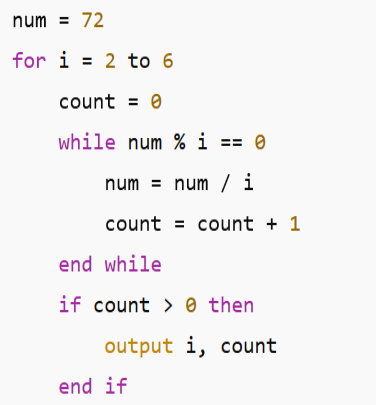 num = 72
for i = 2 to 6
count = 0
while num % i == 0
num = num / i
count = count + 1
end while
if count > 0 then
output i, count
end if